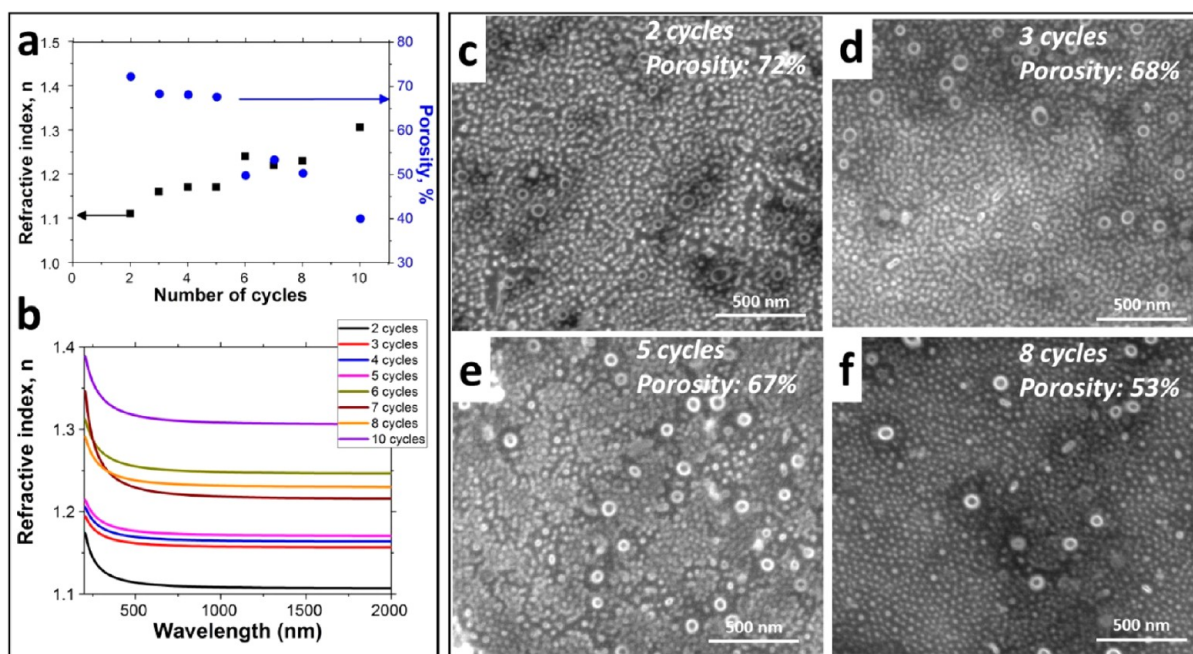 a
1.5
1.4
1.3
1.2
1.1
1.0
Refractive index, n
80
70
60
50
40
30
Porosity, %
0 2 4 6 8 10
Number of cycles
b
1.4
1.3
1.2
1.1
Refractive index, n
2 cycles
3 cycles
4 cycles
5 cycles
6 cycles
7 cycles
8 cycles
10 cycles
500 1000 1500 2000
Wavelength (nm)
c
2 cycles
Porosity: 72%
500 nm
d
3 cycles
Porosity: 68%
500 nm
e
5 cycles
Porosity: 67%
500 nm
f
8 cycles
Porosity: 53%
500 nm